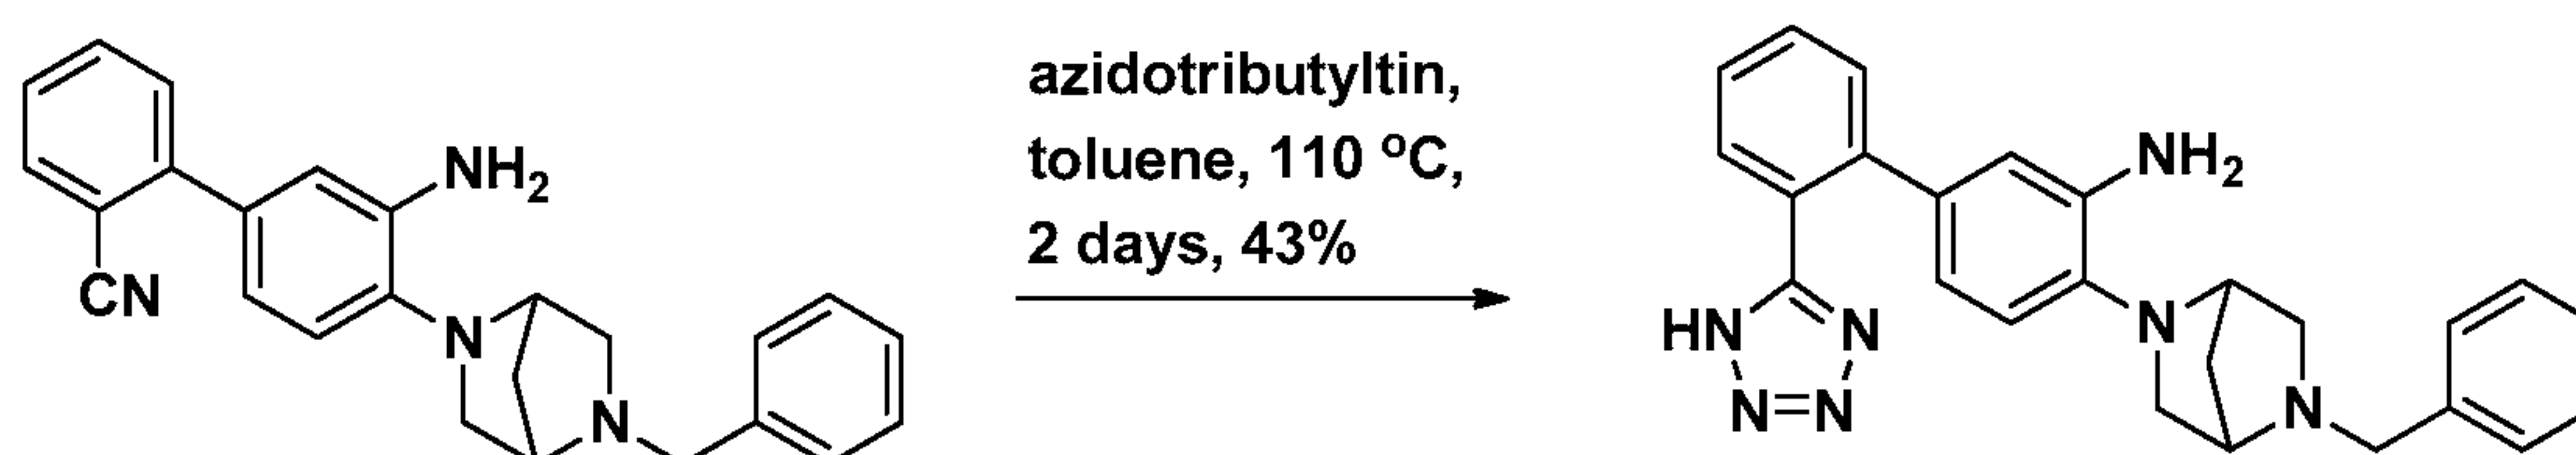 azidotributyltin,
toluene, 110 °C,
2 days, 43%
NH₂
CN
N
N
NH₂
HN
N
N=N
N
N